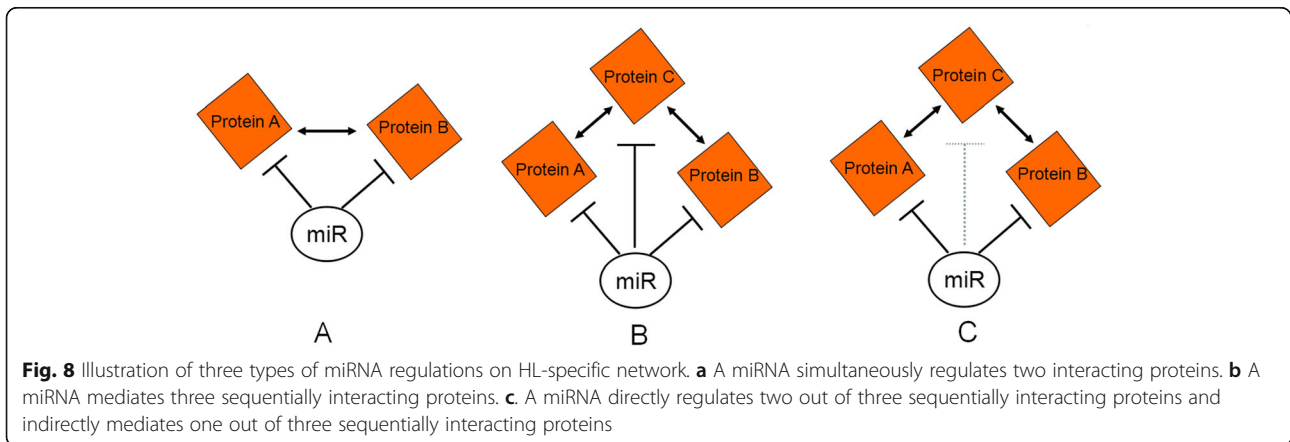 Protein A
Protein B
miR
A
Protein C
Protein A
Protein B
miR
B
Protein C
Protein A
Protein B
miR
C
Fig. 8 Illustration of three types of miRNA regulations on HL-specific network. a A miRNA simultaneously regulates two interacting proteins. b A
miRNA mediates three sequentially interacting proteins. c. A miRNA directly regulates two out of three sequentially interacting proteins and
indirectly mediates one out of three sequentially interacting proteins